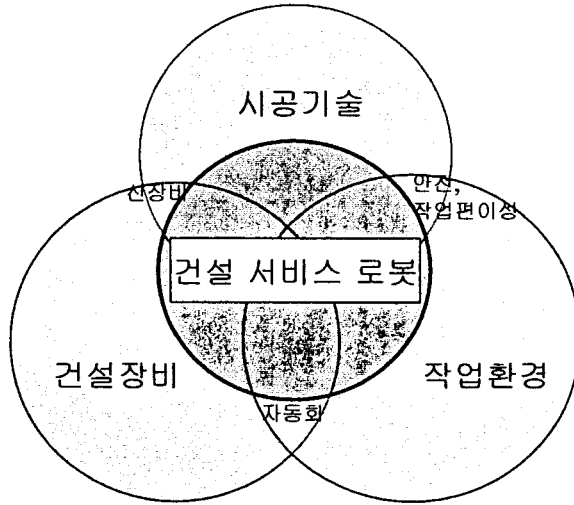 시공기술
신장비
안전,
작업편이성
건설 서비스 로봇
건설장비
작업환경
자동화